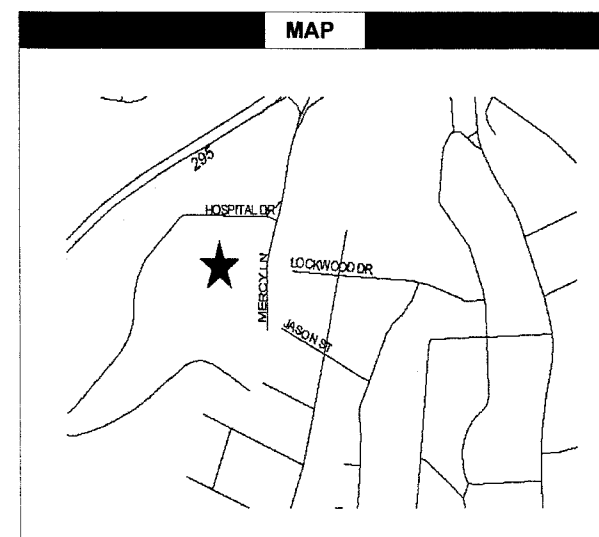 MAP
295
HOSPITAL DR
LOCKWOOD DR
MERCY LN
JASON ST